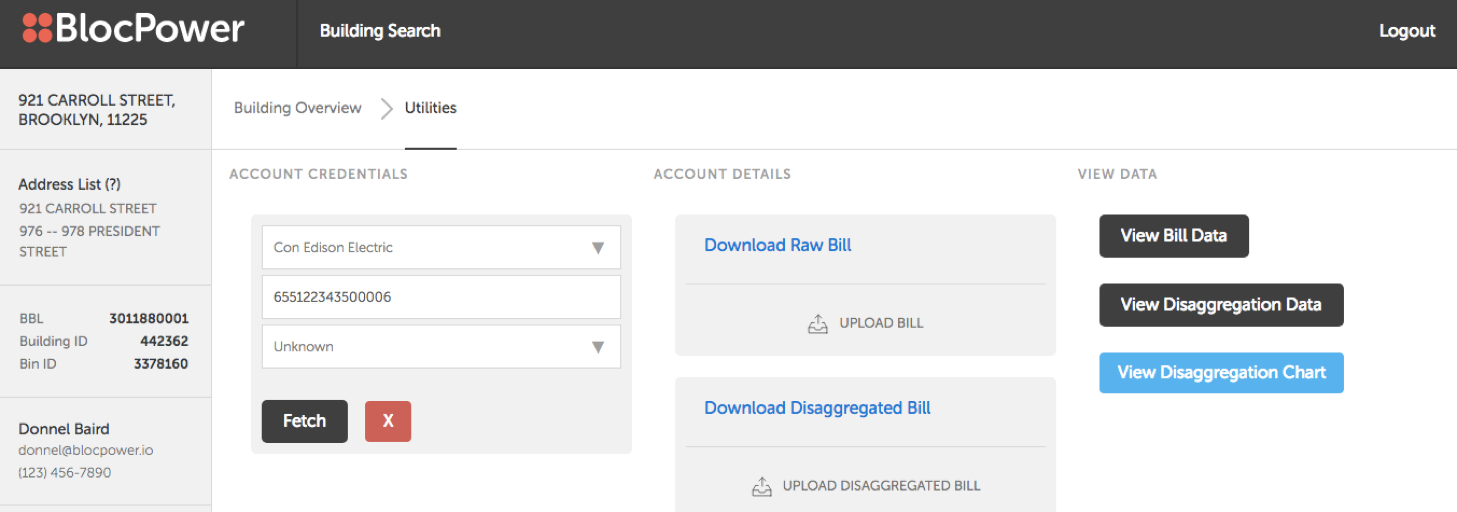 BlocPower
Building Search
Logout
921 CARROLL STREET,
BROOKLYN, 11225
Address List (?)
921 CARROLL STREET
976 -- 978 PRESIDENT
STREET
BBL 3011880001
Building ID 442362
Bin ID 3378160
Donnel Baird
donnel@blocpower.io
(123) 456-7890
Building Overview
Utilities
ACCOUNT CREDENTIALS
Con Edison Electric
655122343500006
Unknown
Fetch
X
ACCOUNT DETAILS
Download Raw Bill
UPLOAD BILL
Download Disaggregated Bill
UPLOAD DISAGGREGATED BILL
VIEW DATA
View Bill Data
View Disaggregation Data
View Disaggregation Chart